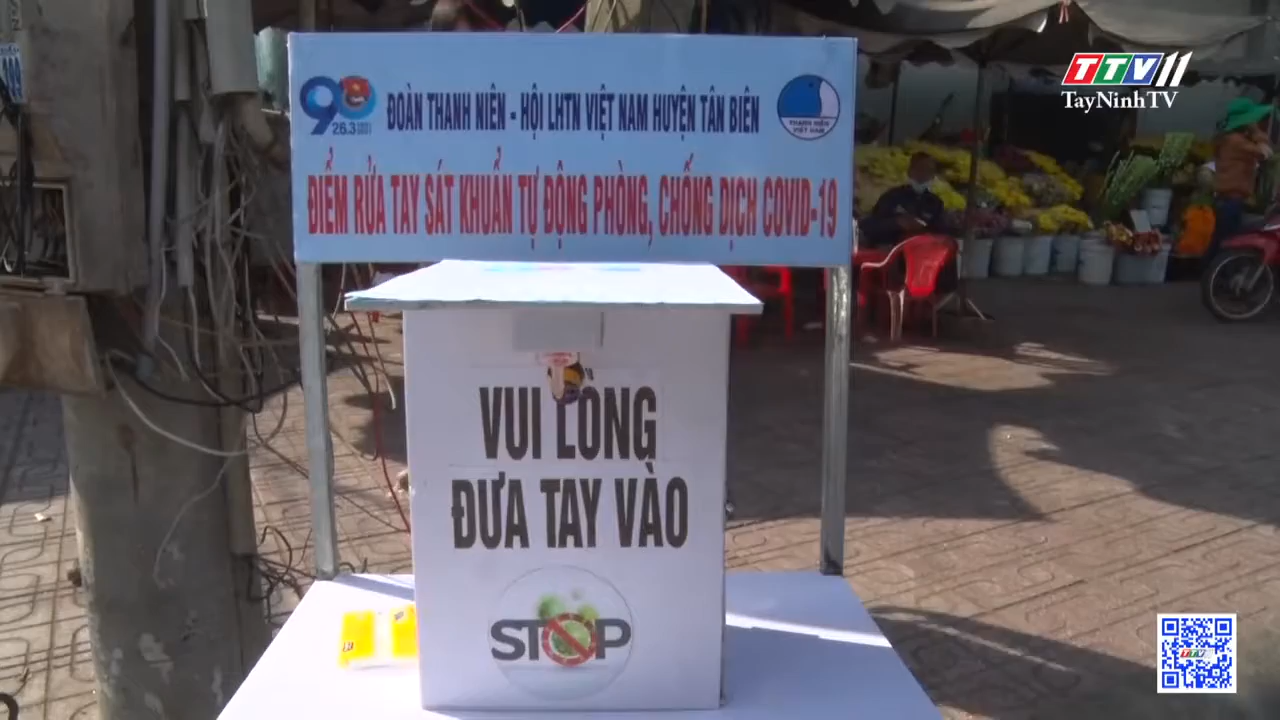 TTV11
TayNinhTV
90
26.3
ĐOÀN THANH NIÊN - HỘI LHTN VIỆT NAM HUYỆN TÂN BIÊN
THANH NIÊN
VIỆT NAM
ĐIỂM RỬA TAY SÁT KHUẨN TỰ ĐỘNG PHÒNG, CHỐNG DỊCH COVID-19
VUI LÒNG
ĐƯA TAY VÀO
STOP
TTV